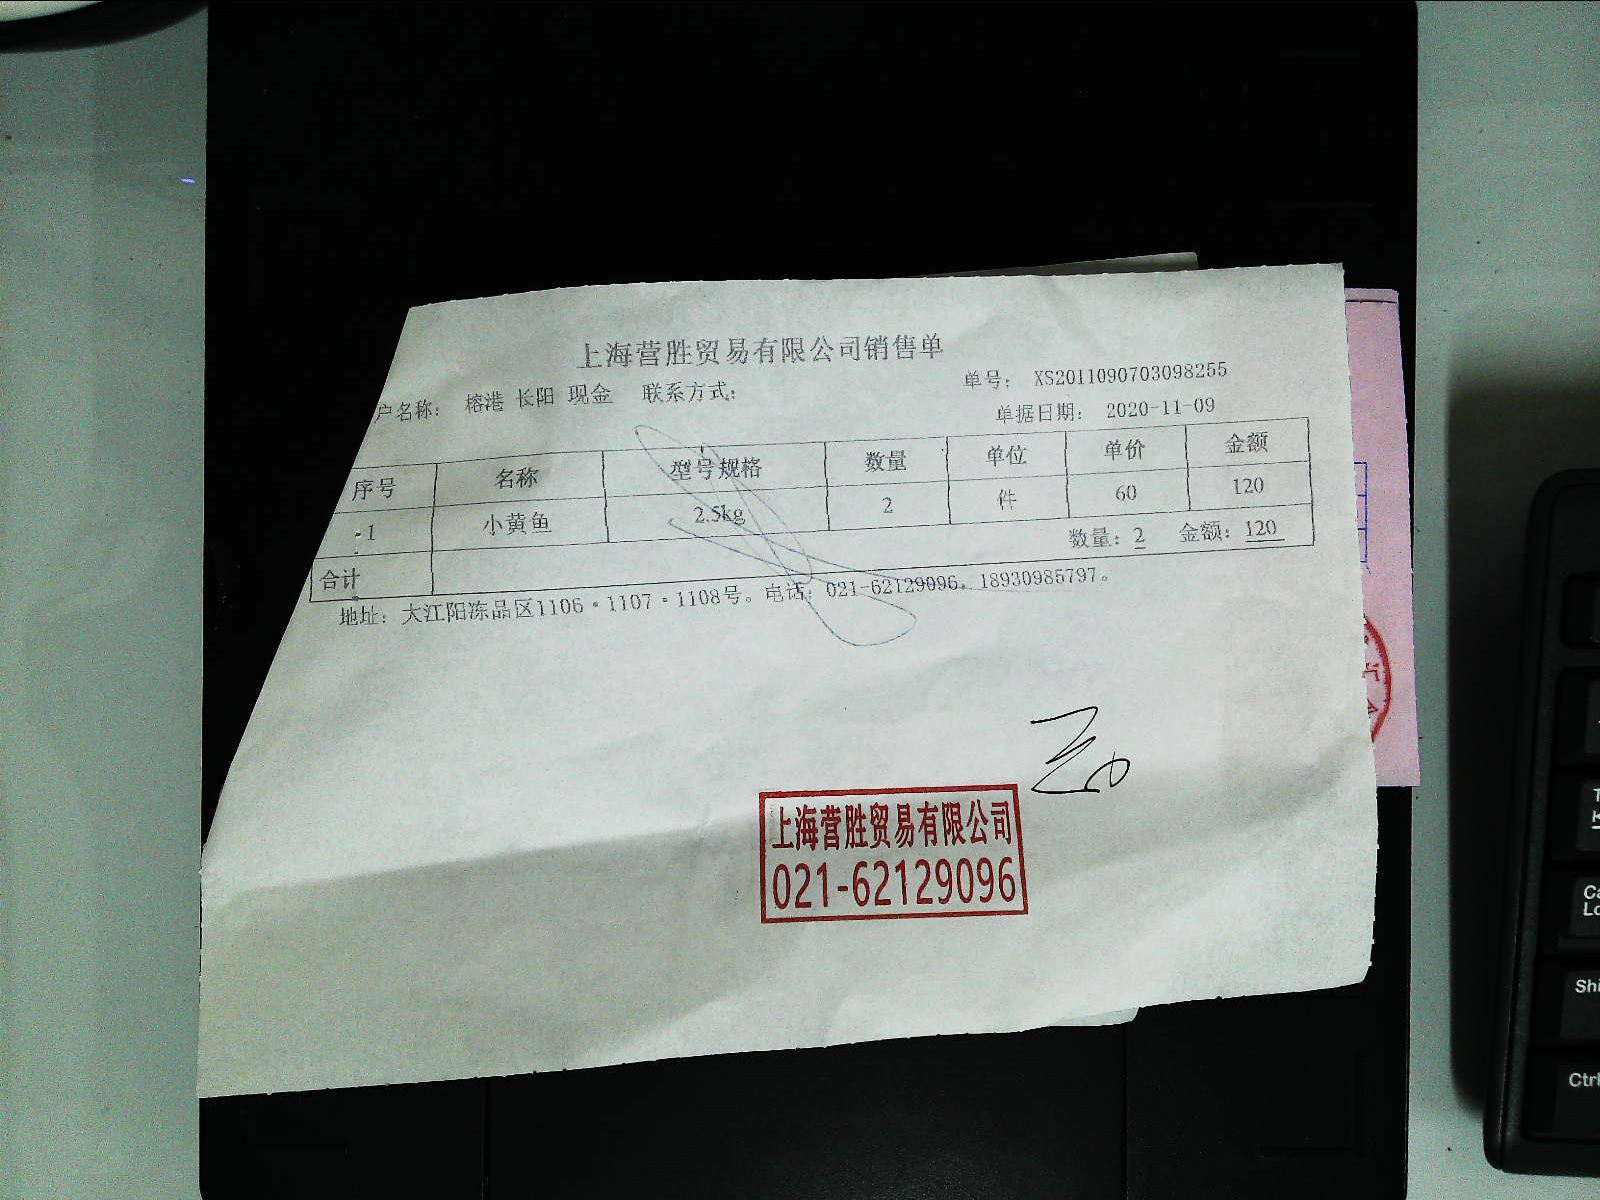 上海营胜贸易有限公司销售单
户名称: 榕港 长阳 现金 联系方式: 单号: XS2011090703098255
单据日期: 2020-11-09
序号 名称 型号规格 数量 单位 单价 金额
1 小黄鱼 2.5kg 2 件 60 120
合计 数量: 2 金额: 120
地址: 大江阳冻品区1106·1107·1108号。电话: 021-62129096, 18930985797。
上海营胜贸易有限公司
021-62129096
Shi
Ctrl